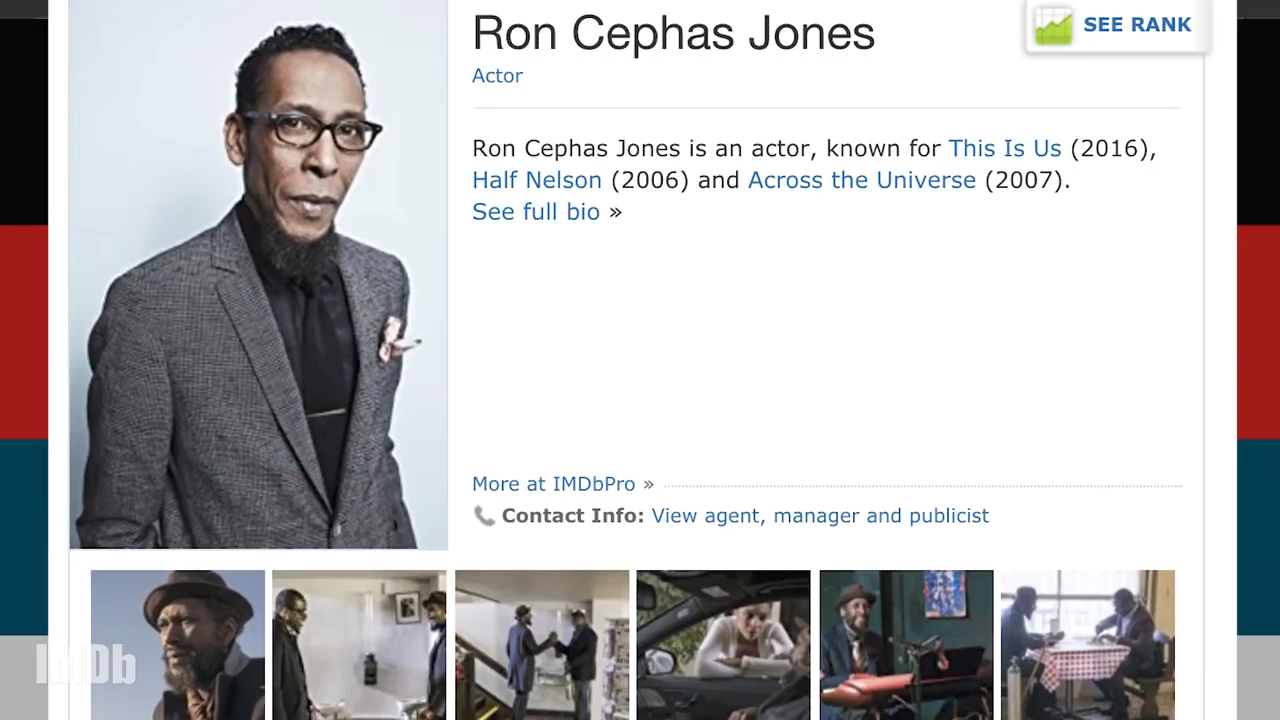 Ron Cephas Jones
SEE RANK
Actor
Ron Cephas Jones is an actor, known for This Is Us (2016),
Half Nelson (2006) and Across the Universe (2007).
See full bio »
More at IMDbPro »
Contact Info: View agent, manager and publicist
IMDb